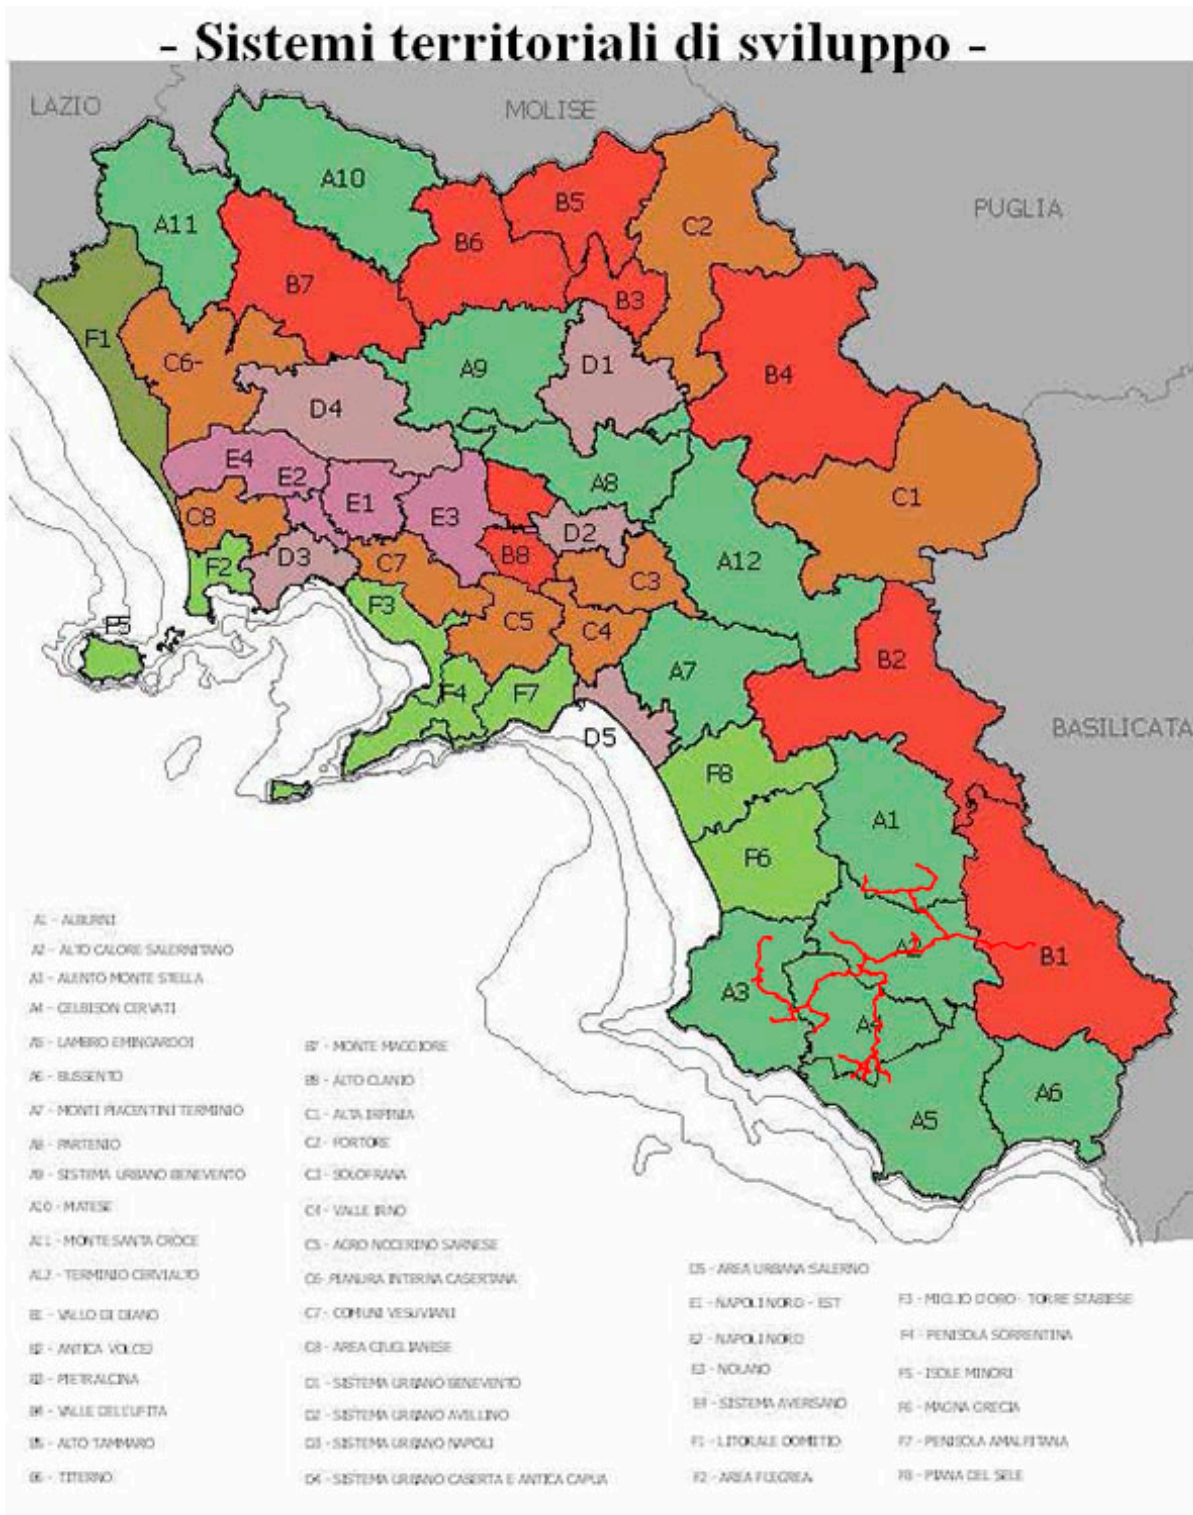 - Sistemi territoriali di sviluppo -
LAZIO
MOLISE
PUGLIA
BASILICATA
A10
A11
B5
C2
B6
B7
B3
F1
C6-
A9
D1
B4
D4
E4
E2
E1
E3
A8
C1
C8
D2
D3
C7
B8
A12
F2
C3
F3
C5
C4
F5
B2
A7
F4
F7
D5
F8
A1
F6
A2
B1
A3
A4
A5
A6
A1 - ALBURNI
A2 - ALTO CALORE SALERNITANO
A3 - ALENTO MONTE STELLA
A4 - GELBISON CERVATI
A5 - LAMBRO EMINGARDOI
A6 - BUSSENTO
A7 - MONTI PIACENTINI TERMINIO
A8 - PARTENIO
A9 - SISTEMA URBANO BENEVENTO
A10 - MATESE
A11 - MONTE SANTA CROCE
A12 - TERMINIO CERVIALTO
B1 - VALLO DI DIANO
B2 - ANTICA VOLCEJ
B3 - PIETRALCINA
B4 - VALLE DELL'UFITA
B5 - ALTO TAMMARO
B6 - TITERNO
B7 - MONTE MAGGIORE
B8 - ALTO CLANIO
C1 - ALTA IRPINIA
C2 - FORTORE
C3 - SOLOFRANA
C4 - VALLE IRNO
C5 - AGRO NOCERINO SARNESE
C6- PIANURA INTERNA CASERTANA
C7 - COMUNI VESUVIANI
C8 - AREA GIUGLIANESE
D1 - SISTEMA URBANO BENEVENTO
D2 - SISTEMA URBANO AVELLINO
D3 - SISTEMA URBANO NAPOLI
D4 - SISTEMA URBANO CASERTA E ANTICA CAPUA
D5 - AREA URBANA SALERNO
E1 - NAPOLI NORD - EST
E2 - NAPOLI NORD
E3 - NOLANO
E4 - SISTEMA AVERSANO
F1 - LITORALE DOMITIO
F2 - AREA FLEGREA
F3 - MIGLIO D'ORO - TORRE STABIESE
F4 - PENISOLA SORRENTINA
F5 - ISOLE MINORI
F6 - MAGNA GRECIA
F7 - PENISOLA AMALFITANA
F8 - PIANA DEL SELE